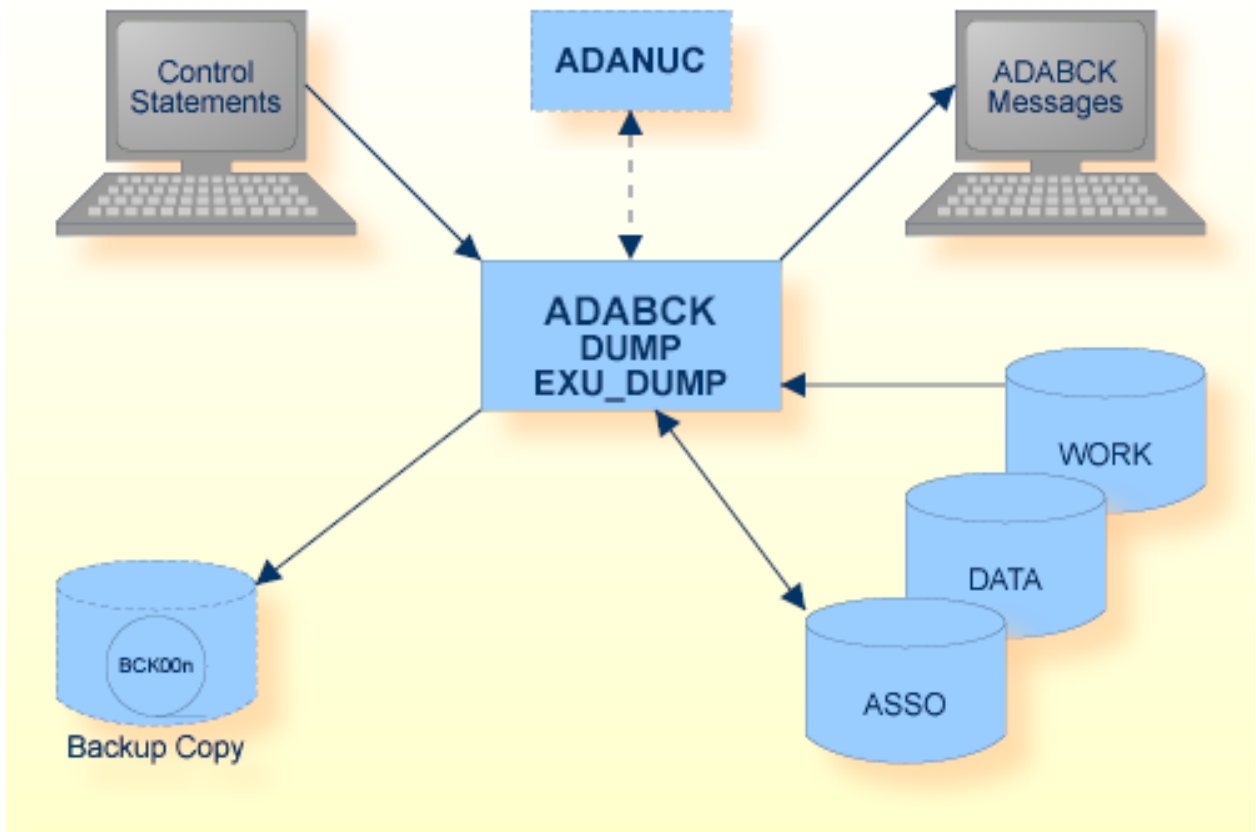 Control
Statements
ADANUC
ADABCK
Messages
ADABCK
DUMP
EXU_DUMP
WORK
DATA
ASSO
BCK00n
Backup Copy